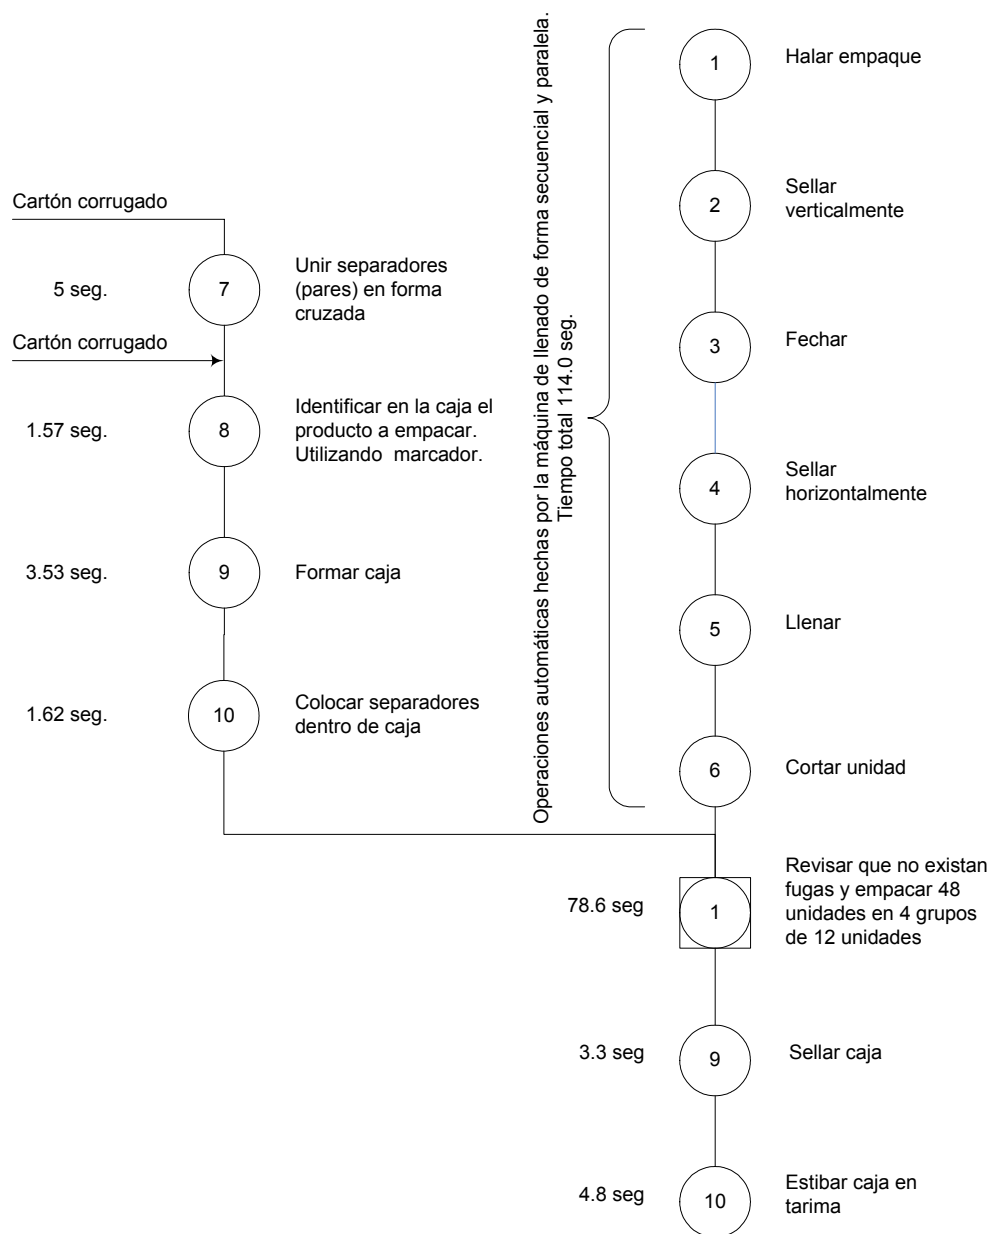 Operaciones automáticas hechas por la máquina de llenado de forma secuencial y paralela.
Tiempo total 114.0 seg.
1
Halar empaque
2
Sellar
verticalmente
3
Fechar
4
Sellar
horizontalmente
5
Llenar
6
Cortar unidad
Cartón corrugado
5 seg.
7
Unir separadores
(pares) en forma
cruzada
Cartón corrugado
1.57 seg.
8
Identificar en la caja el
producto a empacar.
Utilizando marcador.
3.53 seg.
9
Formar caja
1.62 seg.
10
Colocar separadores
dentro de caja
78.6 seg
1
Revisar que no existan
fugas y empacar 48
unidades en 4 grupos
de 12 unidades
3.3 seg
9
Sellar caja
4.8 seg
10
Estibar caja en
tarima